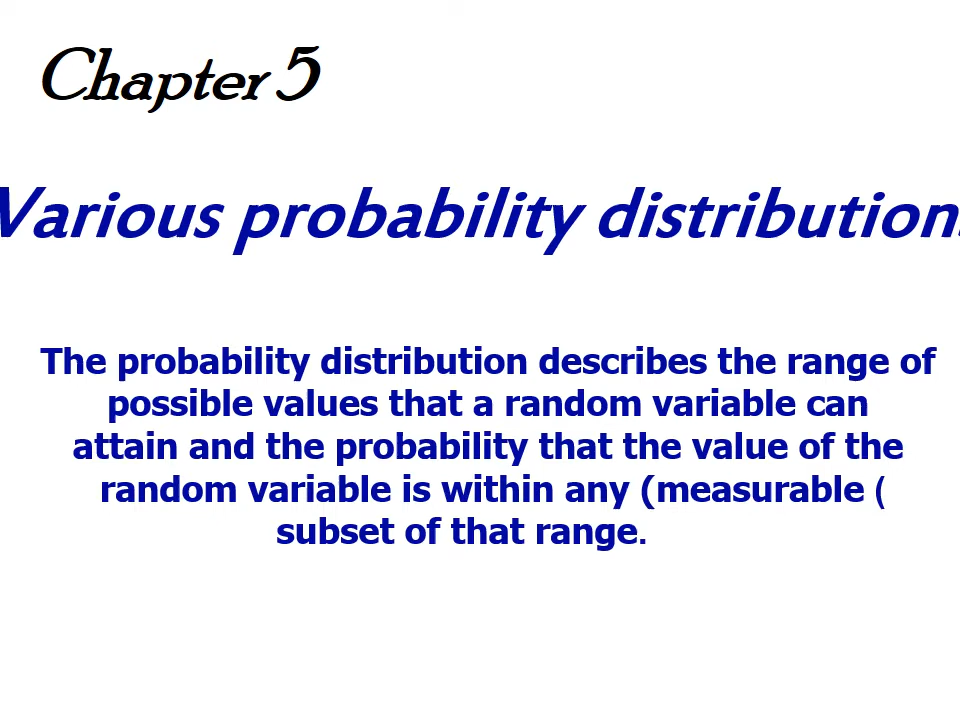 Chapter 5
Various probability distribution
The probability distribution describes the range of
possible values that a random variable can
attain and the probability that the value of the
random variable is within any (measurable (
subset of that range.